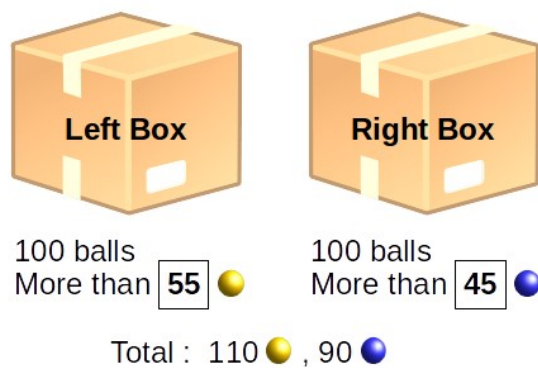 Left Box
Right Box
100 balls
More than 55
100 balls
More than 45
Total : 110 , 90